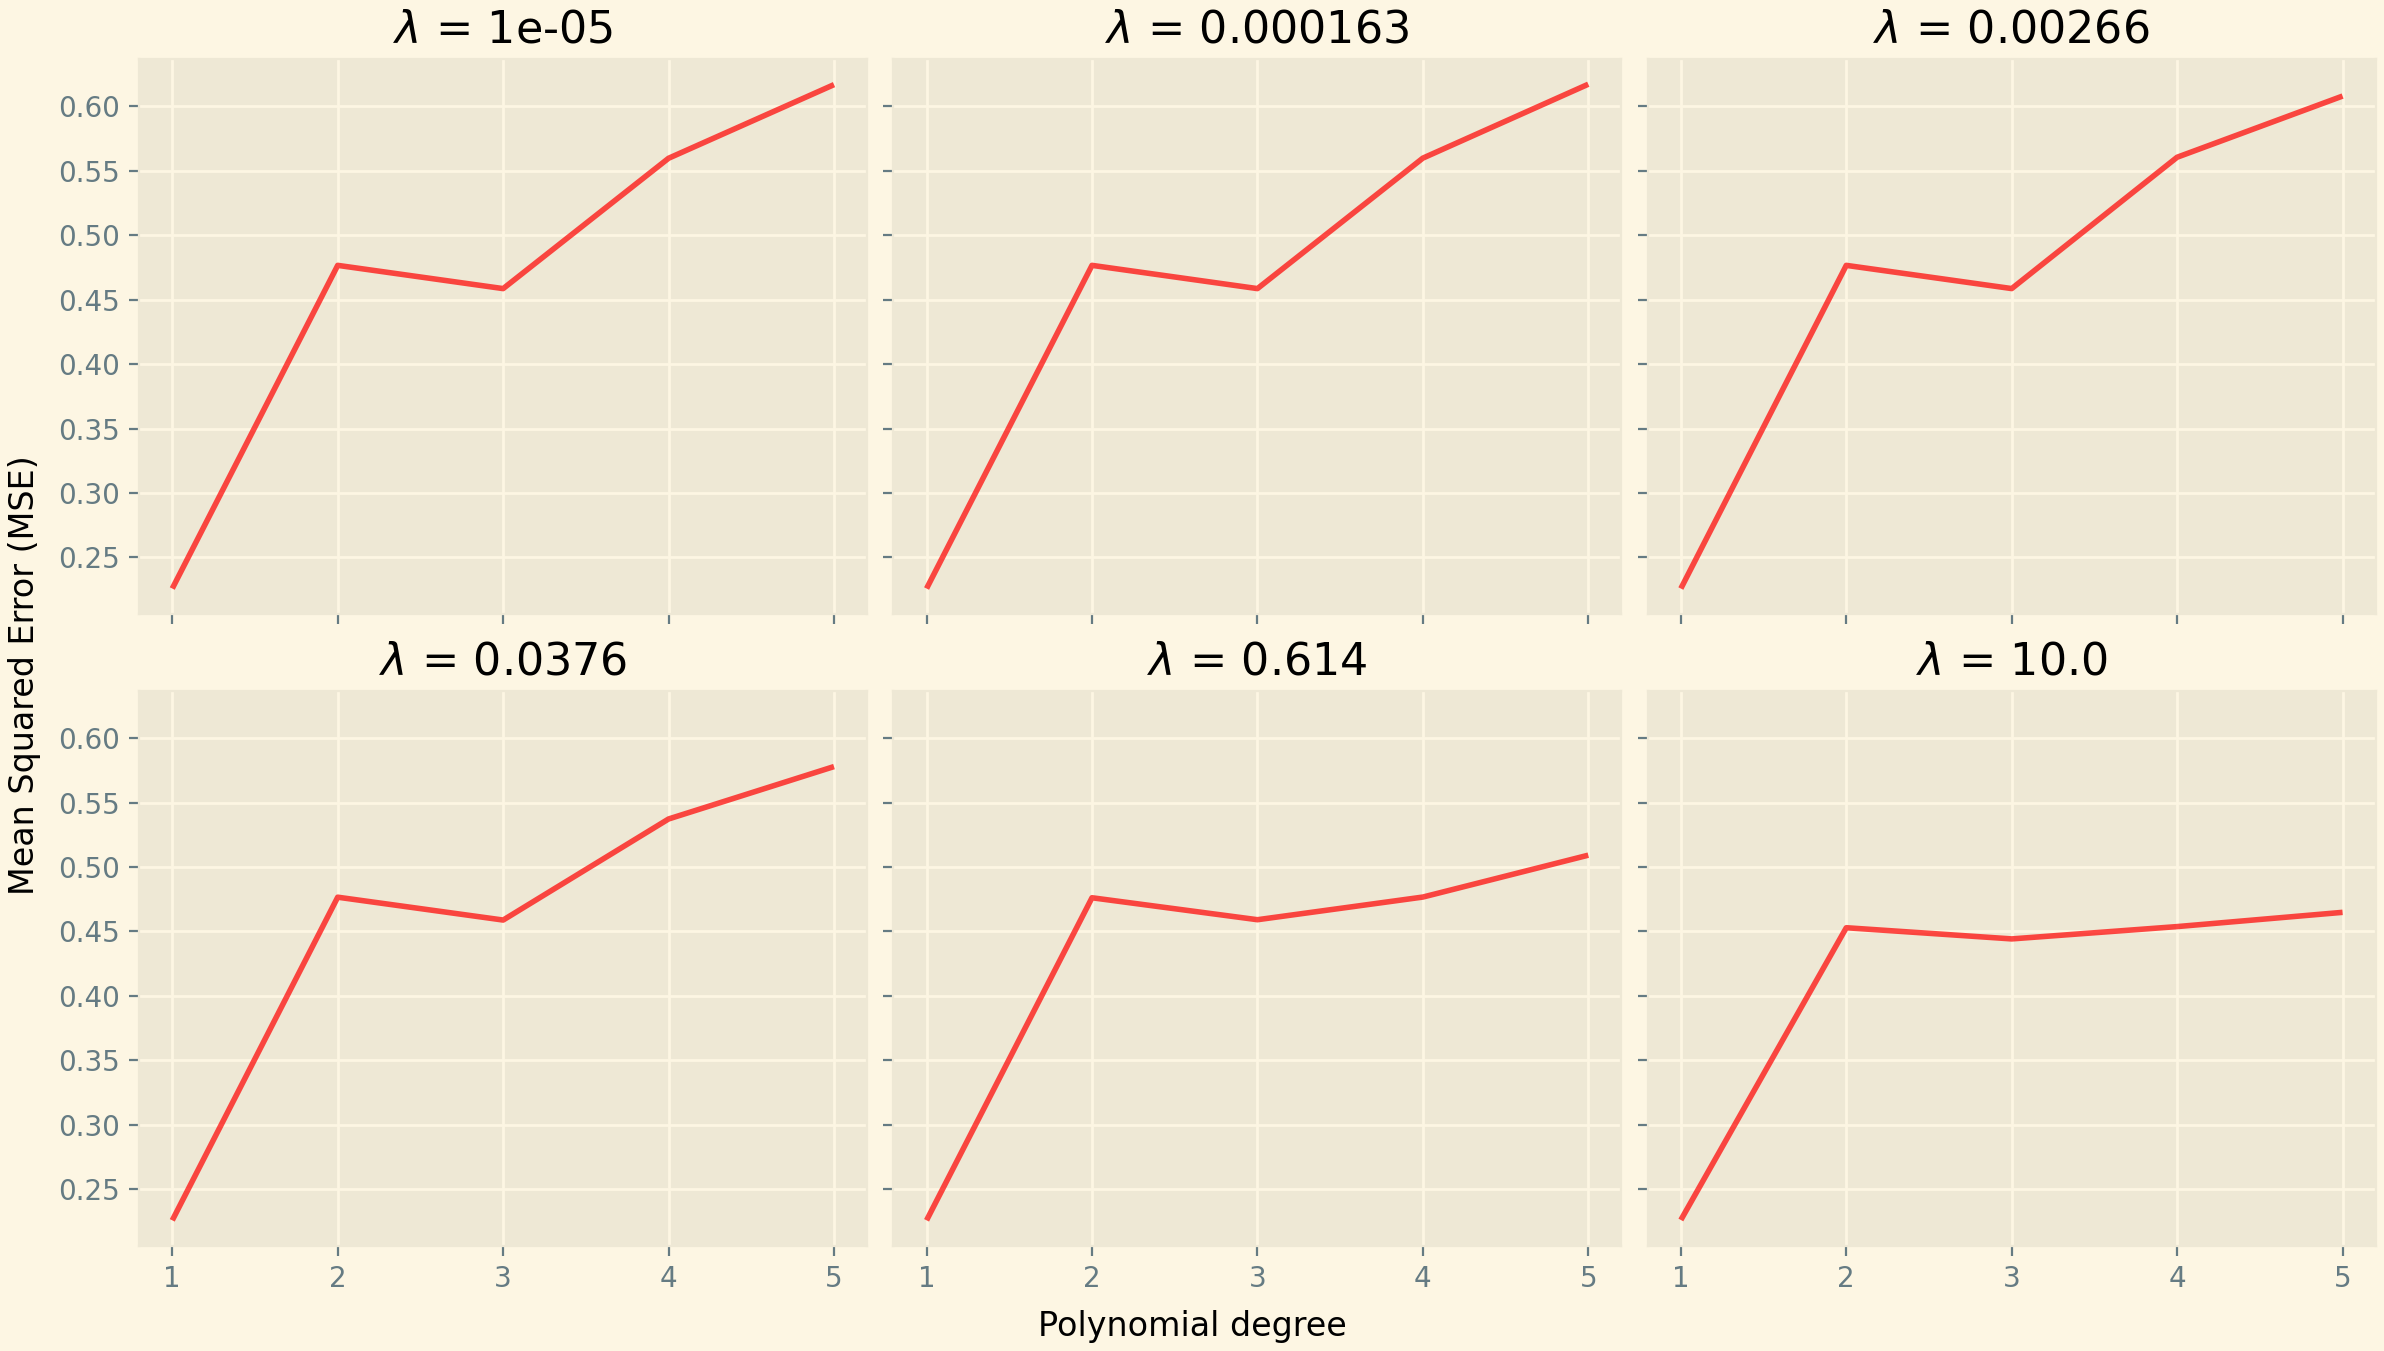 λ = 1e-05
λ = 0.000163
λ = 0.00266
0.60
0.55
0.50
0.45
0.40
0.35
0.30
0.25
Mean Squared Error (MSE)
λ = 0.0376
λ = 0.614
λ = 10.0
0.60
0.55
0.50
0.45
0.40
0.35
0.30
0.25
1 2 3 4 5
1 2 3 4 5
1 2 3 4 5
Polynomial degree